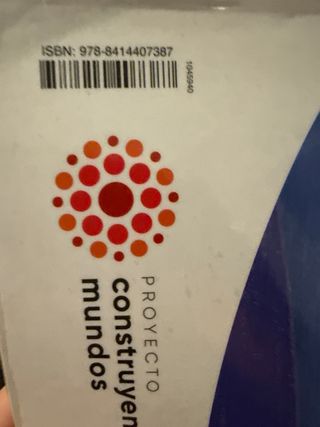 ISBN: 978-8414407387
1045940
PROYECTO
construyen
mundos